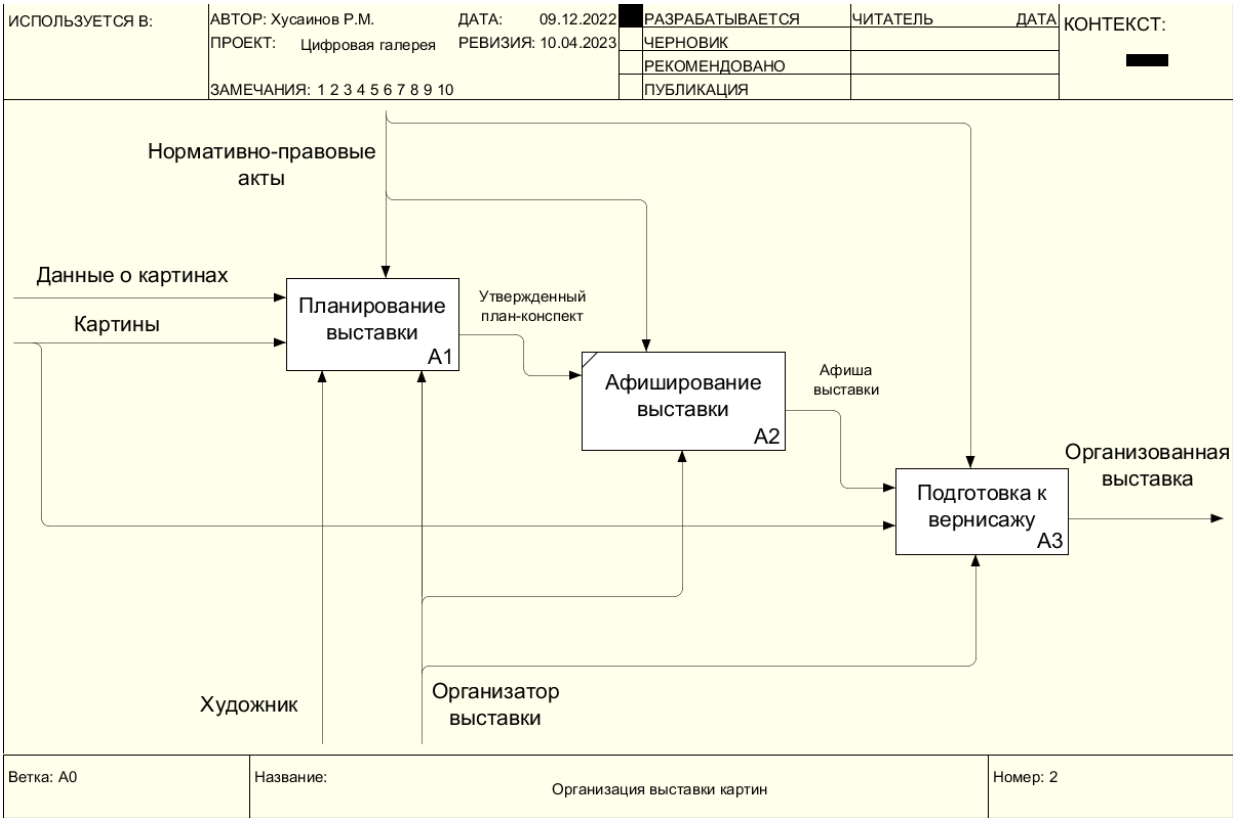 ИСПОЛЬЗУЕТСЯ В:
АВТОР: Хусаинов Р.М.
ДАТА: 09.12.2022
ПРОЕКТ: Цифровая галерея
РЕВИЗИЯ: 10.04.2023
ЗАМЕЧАНИЯ: 1 2 3 4 5 6 7 8 9 10
РАЗРАБАТЫВАЕТСЯ
ЧЕРНОВИК
РЕКОМЕНДОВАНО
ПУБЛИКАЦИЯ
ЧИТАТЕЛЬ ДАТА
КОНТЕКСТ:
Нормативно-правовые
акты
Данные о картинах
Картины
Планирование
выставки
A1
Утвержденный
план-конспект
Афиширование
выставки
A2
Афиша
выставки
Подготовка к
вернисажу
A3
Организованная
выставка
Художник
Организатор
выставки
Ветка: A0
Название:
Организация выставки картин
Номер: 2